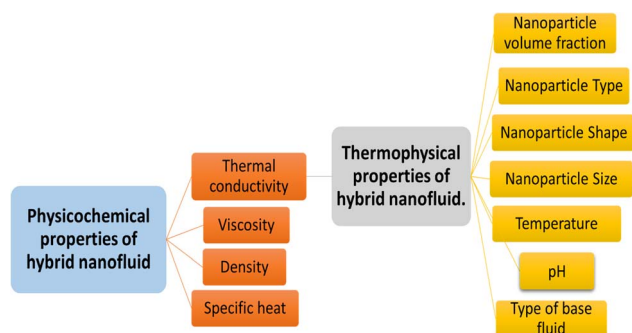 Physicochemical
properties of
hybrid nanofluid
Thermal
conductivity
Viscosity
Density
Specific heat
Thermophysical
properties of
hybrid nanofluid.
Nanoparticle
volume fraction
Nanoparticle Type
Nanoparticle Shape
Nanoparticle Size
Temperature
pH
Type of base
fluid